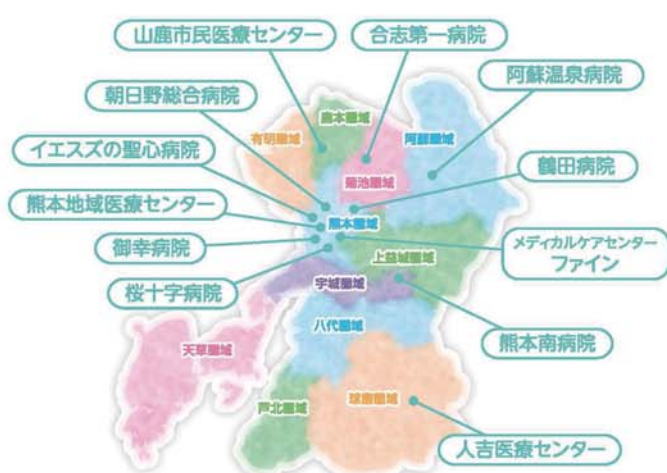 山鹿市民医療センター
合志第一病院
阿蘇温泉病院
朝日野総合病院
鹿本圏域
有明圏域
阿蘇圏域
イエズスの聖心病院
菊池圏域
鶴田病院
熊本地域医療センター
熊本圏域
御幸病院
上益城圏域
メディカルケアセンター
ファイン
桜十字病院
宇城圏域
八代圏域
熊本南病院
天草圏域
芦北圏域
球磨圏域
人吉医療センター